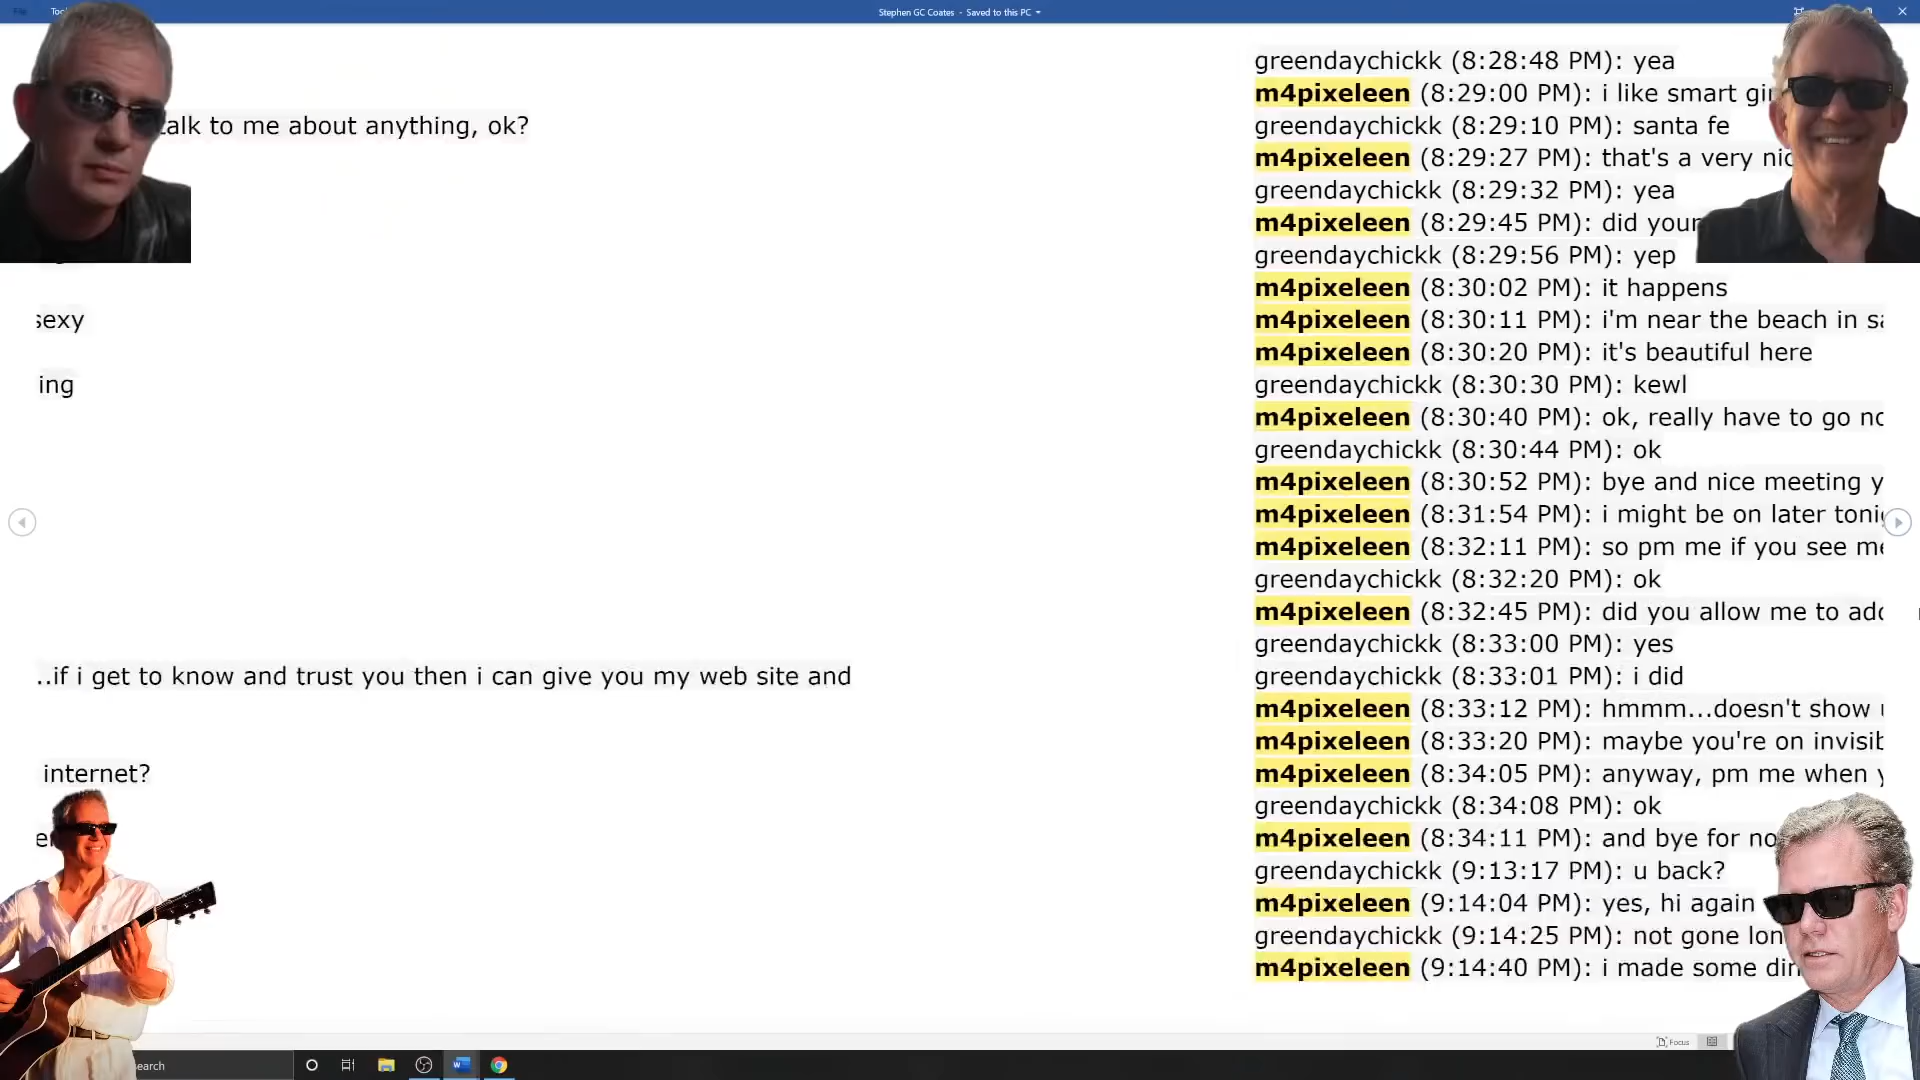 Stephen GC Coates - Saved to this PC
talk to me about anything, ok?
sexy
ing
..if i get to know and trust you then i can give you my web site and
internet?
greendaychickk (8:28:48 PM): yea
m4pixeleen (8:29:00 PM): i like smart
greendaychickk (8:29:10 PM): santa fe
m4pixeleen (8:29:27 PM): that's a very
greendaychickk (8:29:32 PM): yea
m4pixeleen (8:29:45 PM): did
greendaychickk (8:29:56 PM): yep
m4pixeleen (8:30:02 PM): it happens
m4pixeleen (8:30:11 PM): i'm near the beach in
m4pixeleen (8:30:20 PM): it's beautiful here
greendaychickk (8:30:30 PM): kewl
m4pixeleen (8:30:40 PM): ok, really have to go
greendaychickk (8:30:44 PM): ok
m4pixeleen (8:30:52 PM): bye and nice meeting
m4pixeleen (8:31:54 PM): i might be on later
m4pixeleen (8:32:11 PM): so pm me if you see
greendaychickk (8:32:20 PM): ok
m4pixeleen (8:32:45 PM): did you allow me to
greendaychickk (8:33:00 PM): yes
greendaychickk (8:33:01 PM): i did
m4pixeleen (8:33:12 PM): hmmm...doesn't show
m4pixeleen (8:33:20 PM): maybe you're on
m4pixeleen (8:34:05 PM): anyway, pm me when
greendaychickk (8:34:08 PM): ok
m4pixeleen (8:34:11 PM): and bye for
greendaychickk (9:13:17 PM): u back?
m4pixeleen (9:14:04 PM): yes, hi again
greendaychickk (9:14:25 PM): not gone
m4pixeleen (9:14:40 PM): i made some
Focus
earch